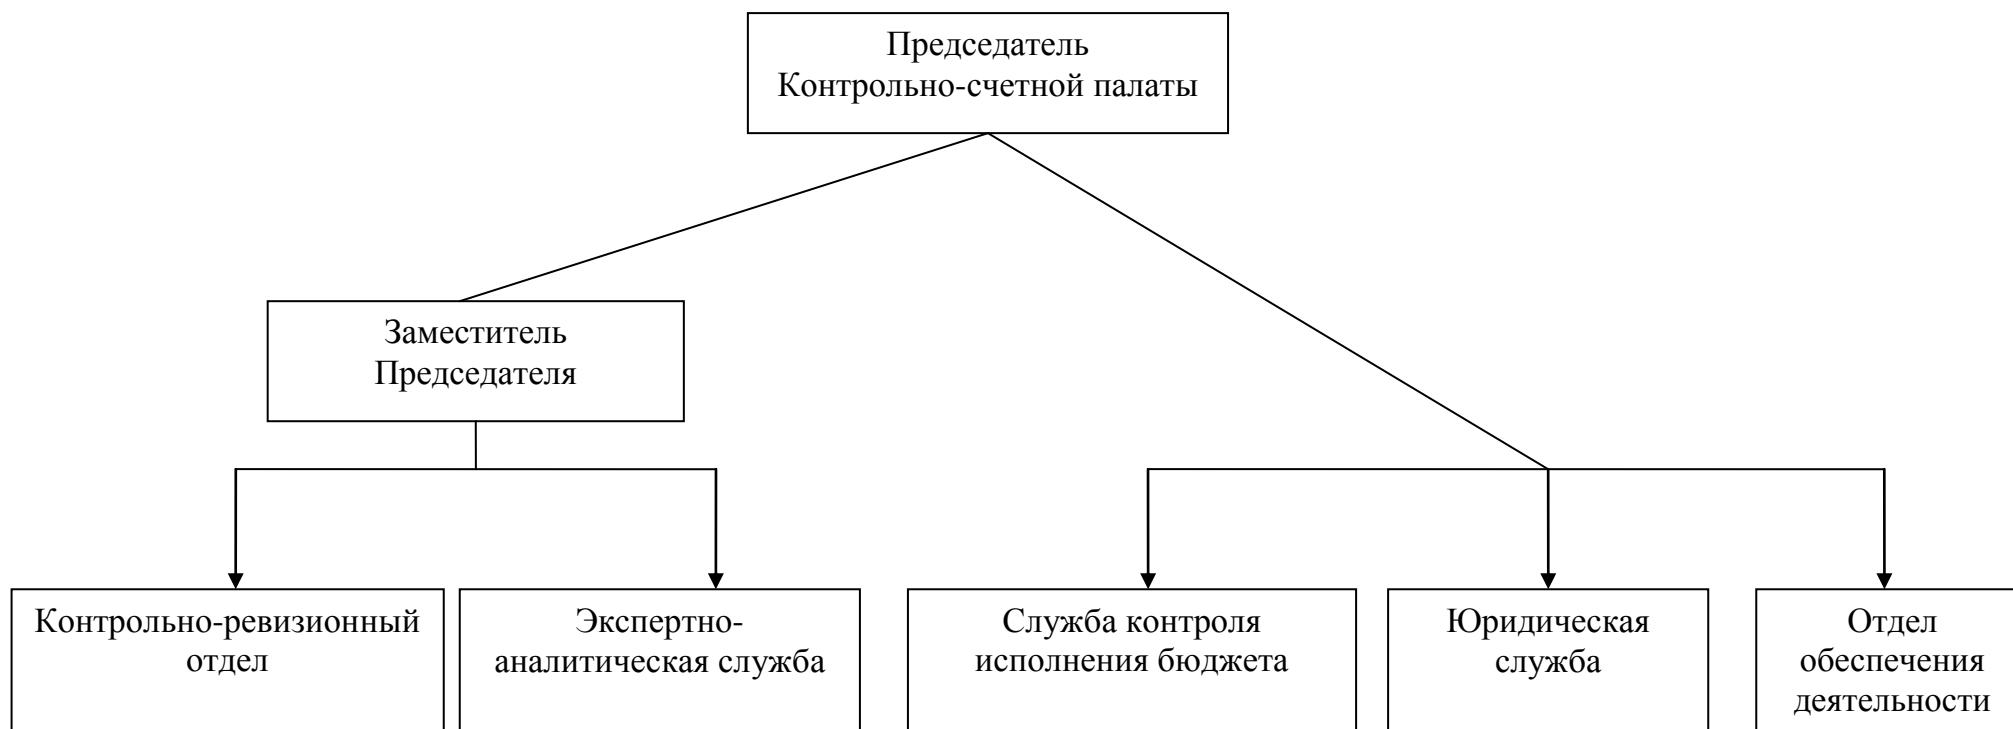 Председатель
Контрольно-счетной палаты
Заместитель
Председателя
Контрольно-ревизионный
отдел
Экспертно-
аналитическая служба
Служба контроля
исполнения бюджета
Юридическая
служба
Отдел
обеспечения
деятельности